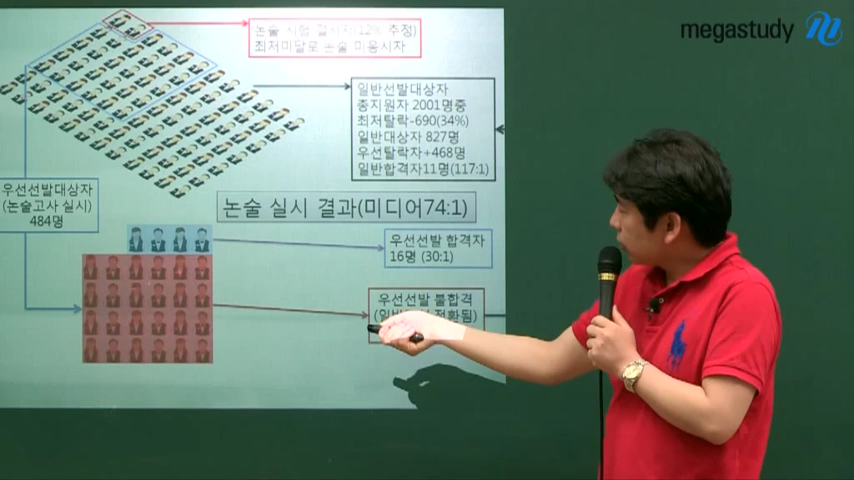 megastudy
논술 시험 결시자(12% 추정)
최저미달로 논술 미응시자
일반선발대상자
총지원자 2001명중
최저탈락-690(34%)
일반대상자 827명
우선탈락자+468명
일반합격자11명(117:1)
우선선발대상자
(논술고사 실시)
484명
논술 실시 결과(미디어74:1)
우선선발 합격자
16명 (30:1)
우선선발 불합격
전환됨)